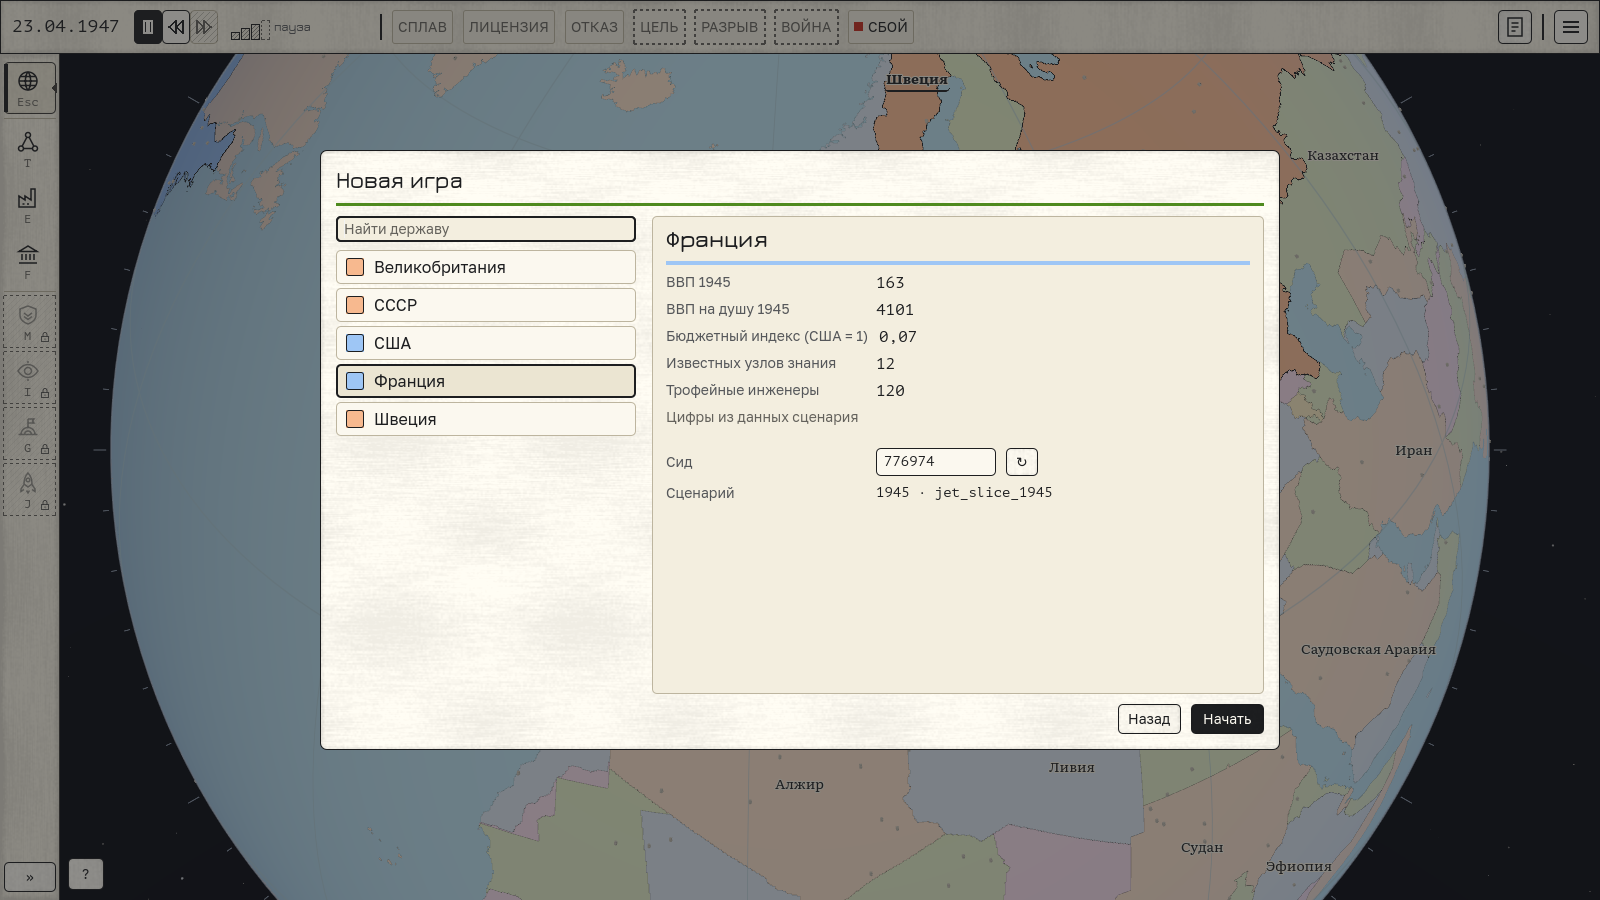 23.04.1947
пауза
СПЛАВ
ЛИЦЕНЗИЯ
ОТКАЗ
ЦЕЛЬ
РАЗРЫВ
ВОЙНА
СБОЙ
Esc
T
E
F
M
I
G
J
»
?
Швеция
Казахстан
Иран
Саудовская Аравия
Ливия
Алжир
Судан
Эфиопия
Новая игра
Найти державу
Великобритания
СССР
США
Франция
Швеция
Франция
ВВП 1945 163
ВВП на душу 1945 4101
Бюджетный индекс (США = 1) 0,07
Известных узлов знания 12
Трофейные инженеры 120
Цифры из данных сценария
Сид 776974 ↻
Сценарий 1945 · jet_slice_1945
Назад
Начать